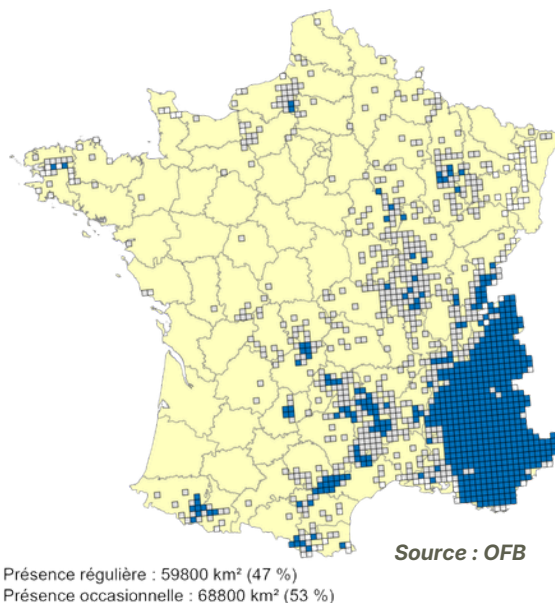 Source : OFB
Présence régulière : 59800 km² (47 %)
Présence occasionnelle : 68800 km² (53 %)